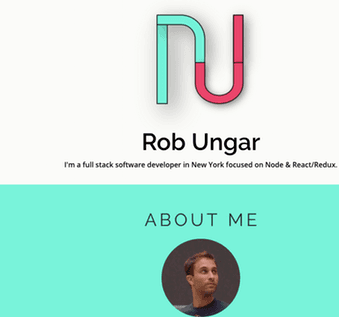 Rob Ungar
I'm a full stack software developer in New York focused on Node & React/Redux.
ABOUT ME